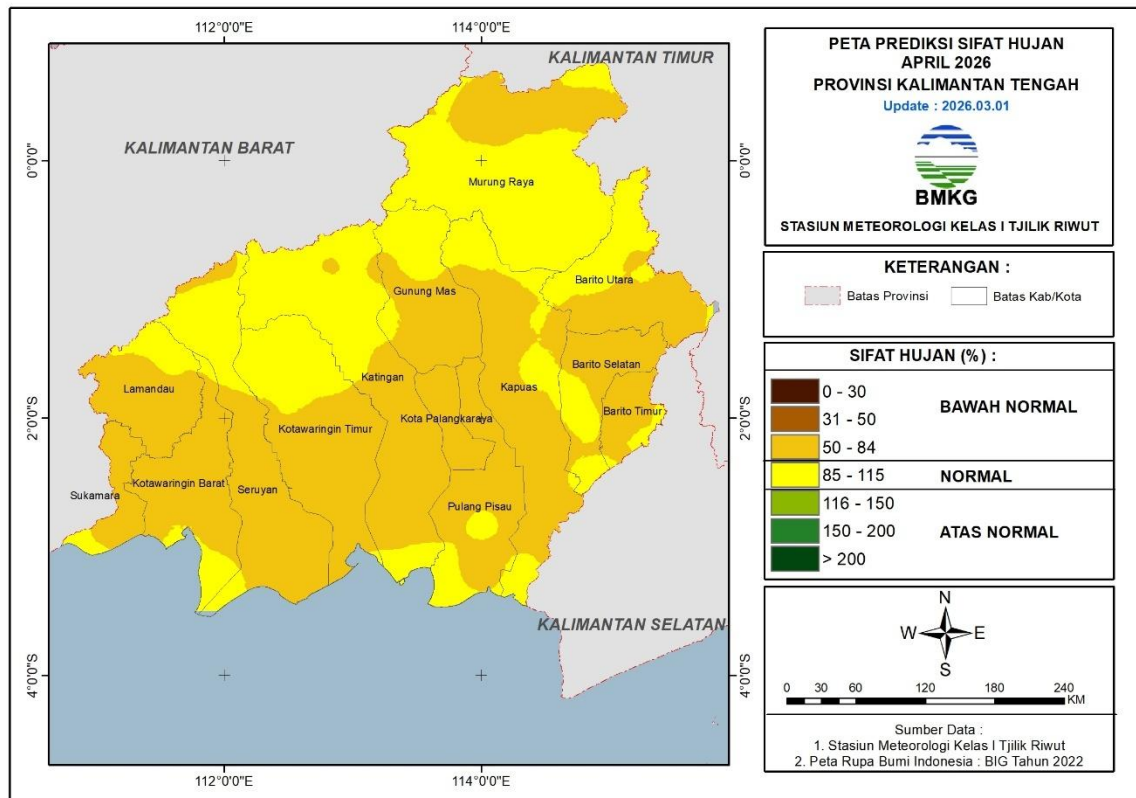 112°0'0"E
114°0'0"E
KALIMANTAN TIMUR
KALIMANTAN BARAT
0°0'0"
0°0'0"
Murung Raya
Barito Utara
Gunung Mas
Barito Selatan
Lamandau
Katingan
Kapuas
2°0'0"S
Kotawaringin Timur
Kota Palangkaraya
Barito Timur
2°0'0"S
Sukamara
Kotawaringin Barat
Seruyan
Pulang Pisau
KALIMANTAN SELATAN
4°0'0"S
4°0'0"S
112°0'0"E
114°0'0"E
PETA PREDIKSI SIFAT HUJAN
APRIL 2026
PROVINSI KALIMANTAN TENGAH
Update : 2026.03.01
BMKG
STASIUN METEOROLOGI KELAS I TJILIK RIWUT
KETERANGAN :
Batas Provinsi
Batas Kab/Kota
SIFAT HUJAN (%) :
0 - 30
31 - 50
BAWAH NORMAL
50 - 84
85 - 115
NORMAL
116 - 150
150 - 200
ATAS NORMAL
> 200
N
W E
S
0 30 60 120 180 240
KM
Sumber Data :
1. Stasiun Meteorologi Kelas I Tjilik Riwut
2. Peta Rupa Bumi Indonesia : BIG Tahun 2022